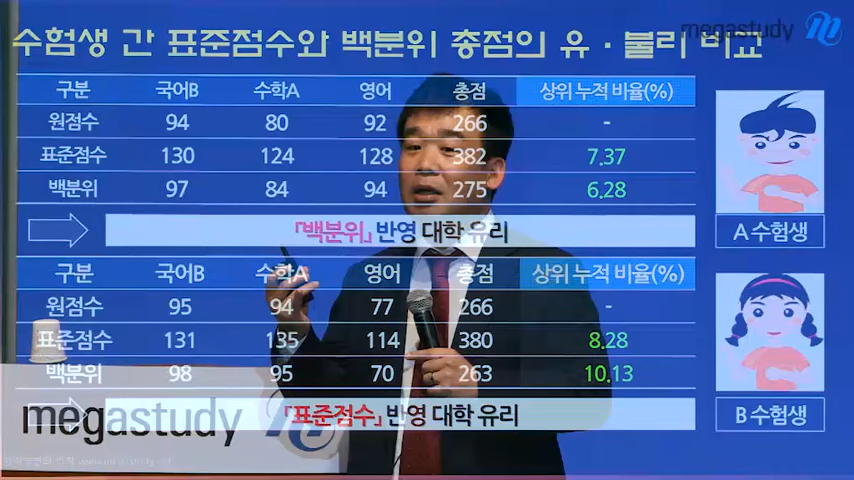 수험생 간 표준점수와 백분위 총점의 유·불리 비교
megastudy
구분 국어B 수학A 영어 총점 상위 누적 비율(%)
원점수 94 80 92 266 -
표준점수 130 124 128 382 7.37
백분위 97 84 94 275 6.28
「백분위」 반영 대학 유리
A 수험생
구분 국어B 수학A 영어 총점 상위 누적 비율(%)
원점수 95 94 77 266 -
표준점수 131 135 114 380 8.28
백분위 98 95 70 263 10.13
「표준점수」 반영 대학 유리
B 수험생
megastudy